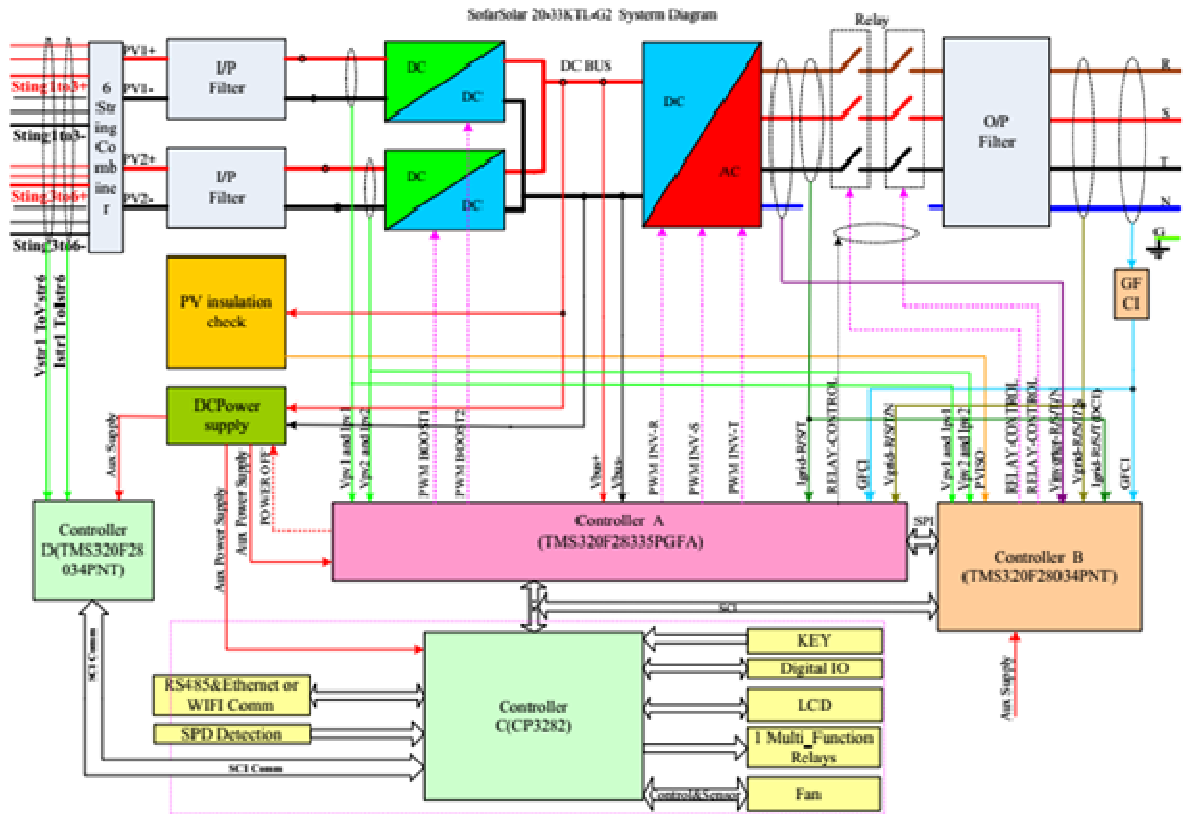 SofarSolar 20-33KTL-G2 Systerm Diagram
Relay
PV1+
Sting1to3+
PV1-
Sting1to3-
PV2+
Sting3to6+
PV2-
Sting3to6-
6
Str
ing
Co
mb
ine
r
I/P
Filter
I/P
Filter
DC
DC
DC
DC
DC BUS
DC
AC
O/P
Filter
R
S
T
N
G
GF
CI
PV insulation
check
DCPower
supply
Vstr1 ToVstr6
Istr1 ToIstr6
Aux Supply
Aux Power Supply
Aux Power Supply
POWER OFF
Vpv1 and Ipv1
Vpv2 and Ipv2
PWM BOOST1
PWM BOOST2
Vbus+
Vbus-
PWM INV-R
PWM INV-S
PWM INV-T
Igrid-R/S/T
RELAY-CONTROL
GFCI
Vgrid-R/S/T/N
Vpv1 and Ipv1
Vpv2 and Ipv2
PVISO
RELAY-CONTROL
RELAY-CONTROL
Vgrid-R/S/T/N
Igrid-R/S/T(DCI)
GFCI
Controller
D(TMS320F28
034PNT)
Controller A
(TMS320F28335PGFA)
SPI
Controller B
(TMS320F28034PNT)
SCI
SCI Comm
Aux Supply
RS485&Ethernet or
WIFI Comm
SPD Detection
SCI Comm
Controller
C(CP3282)
KEY
Digital IO
LCD
1 Multi_Function
Relays
Control&Sensor
Fan